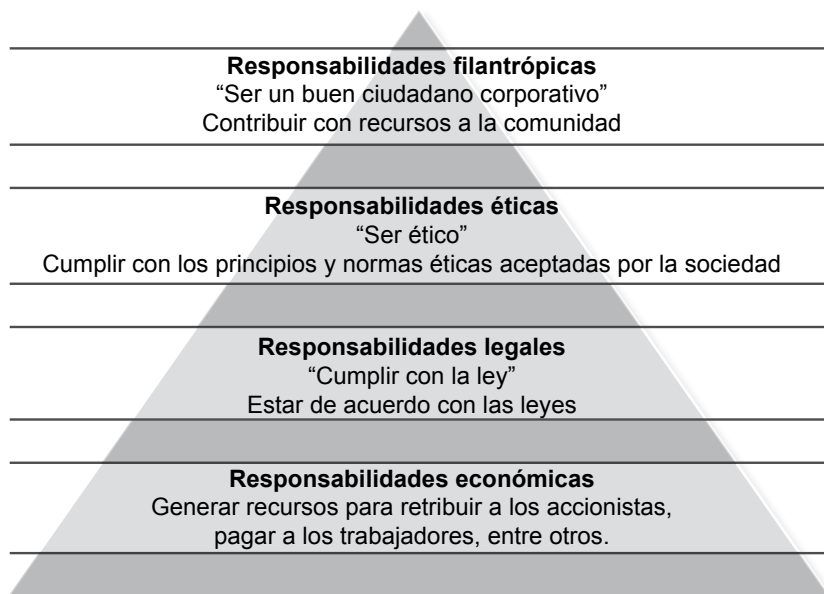 Responsabilidades filantrópicas
“Ser un buen ciudadano corporativo”
Contribuir con recursos a la comunidad
Responsabilidades éticas
“Ser ético”
Cumplir con los principios y normas éticas aceptadas por la sociedad
Responsabilidades legales
“Cumplir con la ley”
Estar de acuerdo con las leyes
Responsabilidades económicas
Generar recursos para retribuir a los accionistas,
pagar a los trabajadores, entre otros.